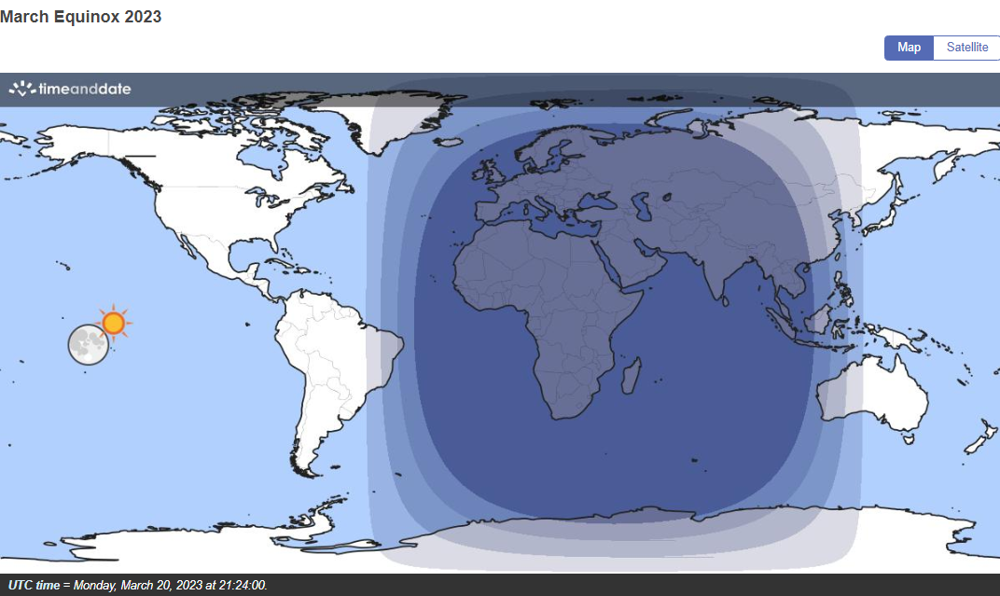 March Equinox 2023
Map Satellite
timeanddate
UTC time = Monday, March 20, 2023 at 21:24:00.